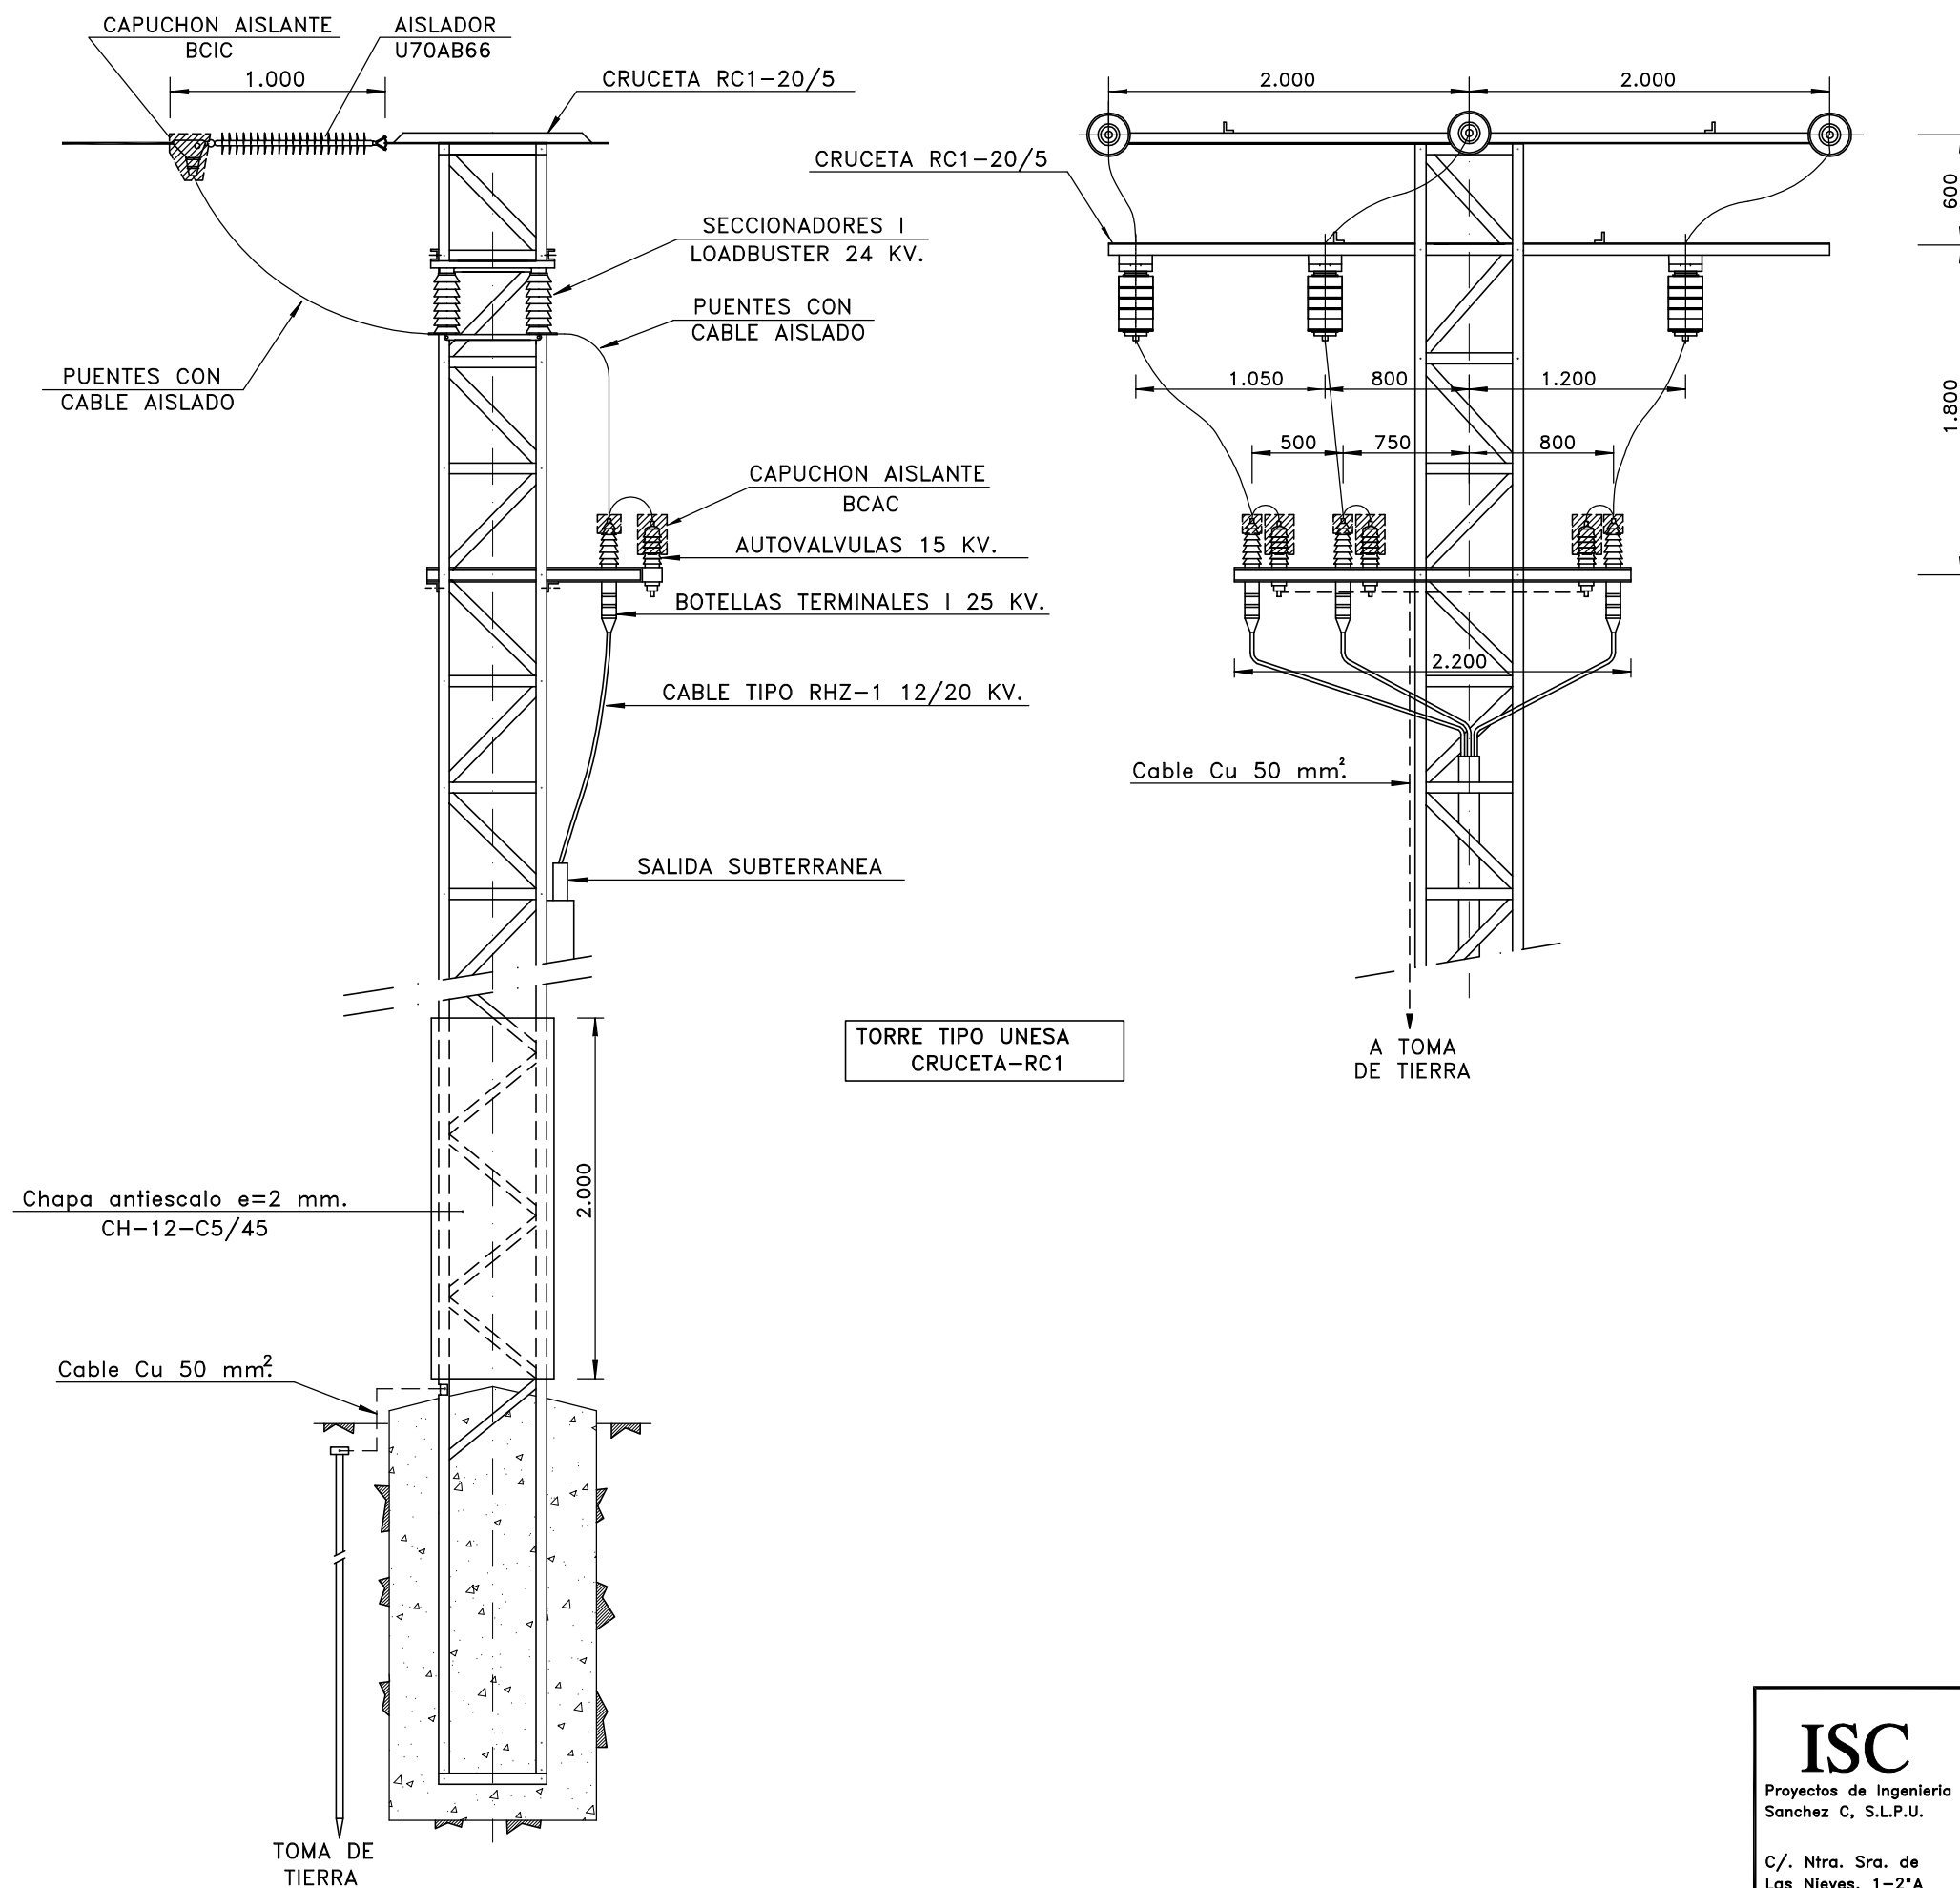 CAPUCHON AISLANTE
BCIC
AISLADOR
U70AB66
1.000
CRUCETA RC1-20/5
SECCIONADORES I
LOADBUSTER 24 KV.
PUENTES CON
CABLE AISLADO
PUENTES CON
CABLE AISLADO
CAPUCHON AISLANTE
BCAC
AUTOVALVULAS 15 KV.
BOTELLAS TERMINALES I 25 KV.
CABLE TIPO RHZ-1 12/20 KV.
SALIDA SUBTERRANEA
2.000
Chapa antiescalo e=2 mm.
CH-12-C5/45
Cable Cu 50 mm².
TOMA DE
TIERRA
TORRE TIPO UNESA
CRUCETA-RC1
2.000
2.000
CRUCETA RC1-20/5
600
1.800
1.050
800
1.200
500
750
800
2.200
Cable Cu 50 mm².
A TOMA
DE TIERRA
ISC
Proyectos de Ingenieria
Sanchez C, S.L.P.U.
C/. Ntra. Sra. de
Las Nieves, 1-2ºA